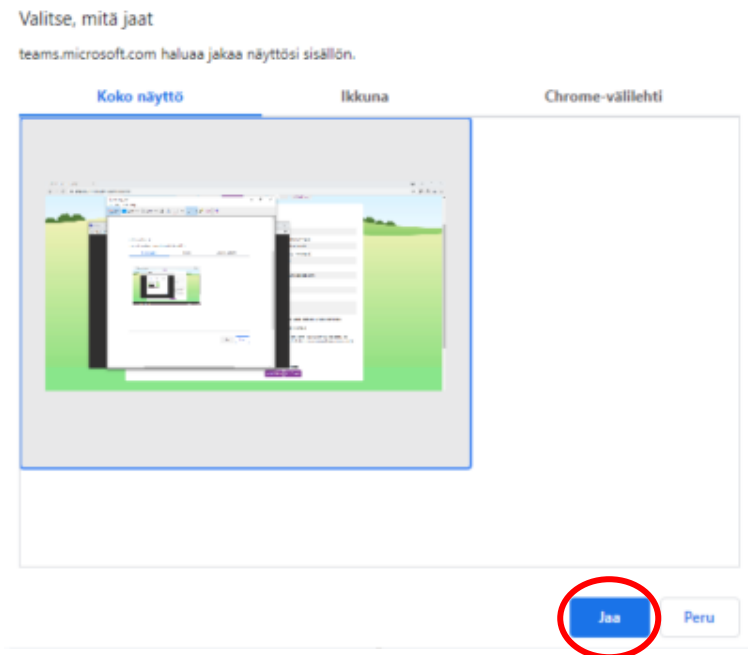 Valitse, mitä jaat
teams.microsoft.com haluaa jakaa näyttösi sisällön.
Koko näyttö Ikkuna Chrome-välilehti
Jaa Peru